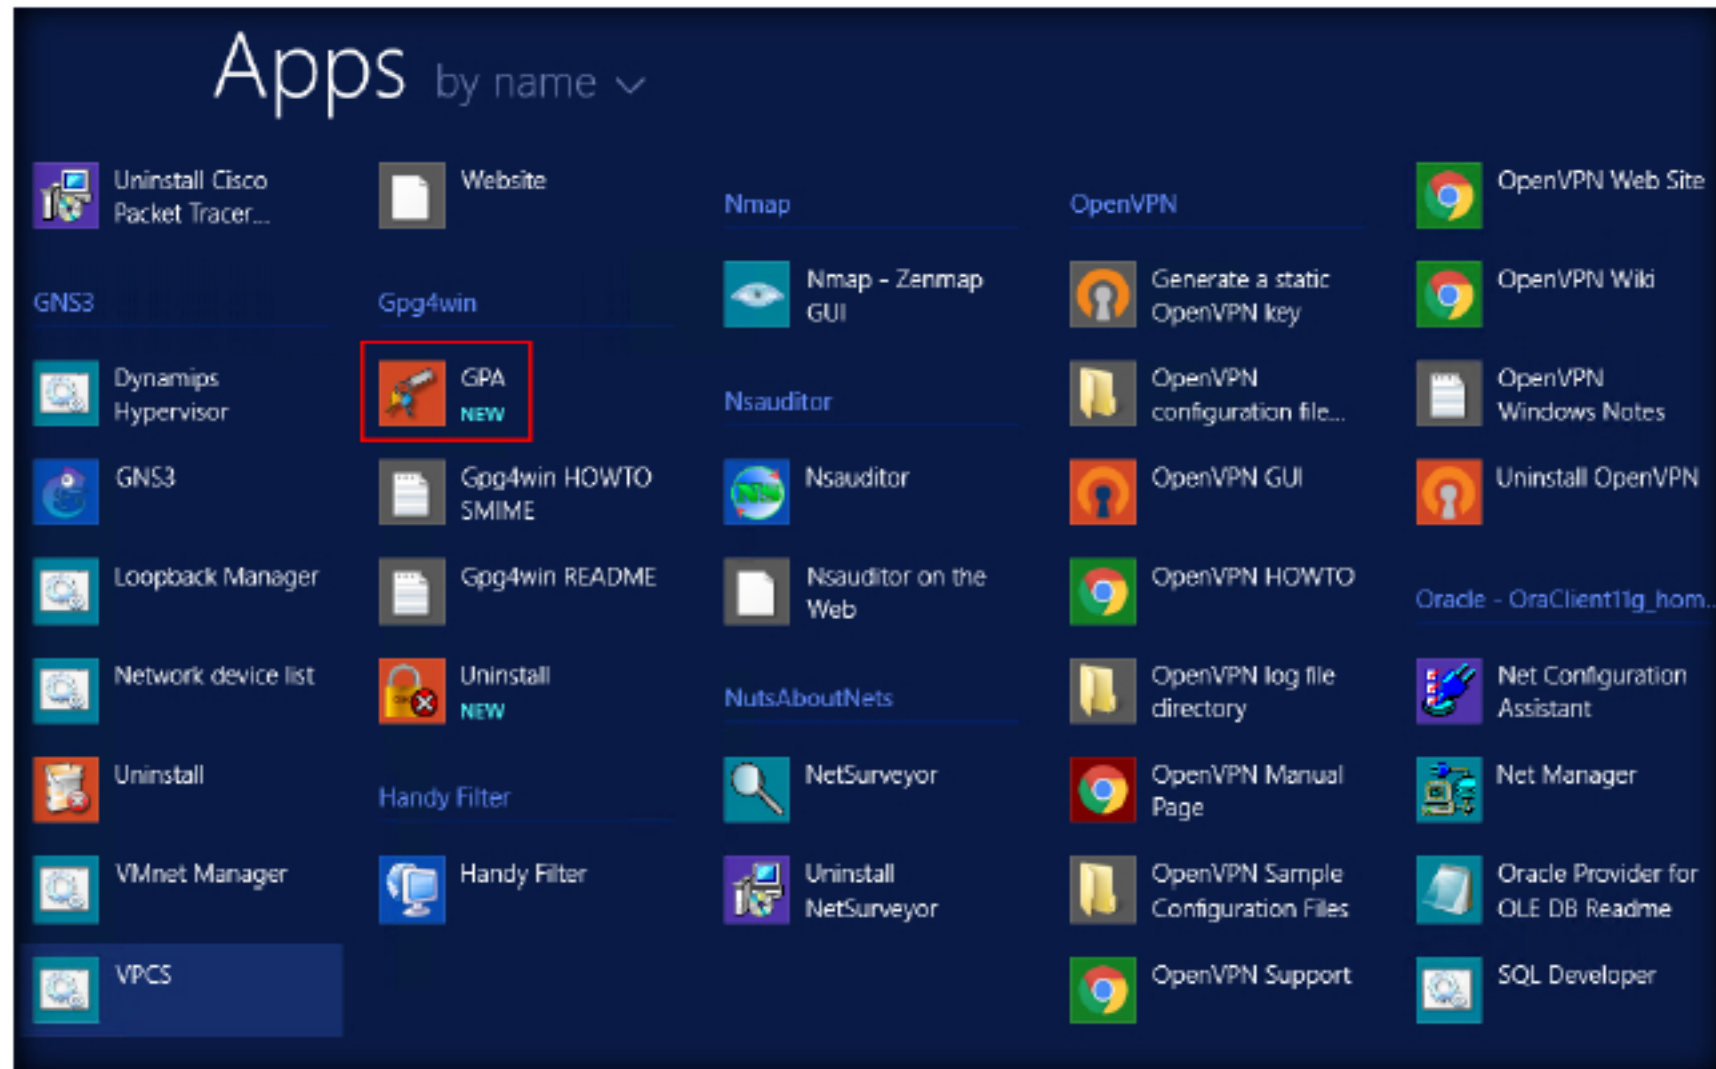 Apps by name
Uninstall Cisco
Packet Tracer...
GNS3
Dynamips
Hypervisor
GNS3
Loopback Manager
Network device list
Uninstall
VMnet Manager
VPCS
Website
Gpg4win
GPA
NEW
Gpg4win HOWTO
SMIME
Gpg4win README
Uninstall
NEW
Handy Filter
Handy Filter
Nmap
Nmap - Zenmap
GUI
Nsauditor
NS
Nsauditor
Nsauditor on the
Web
NutsAboutNets
NetSurveyor
Uninstall
NetSurveyor
OpenVPN
Generate a static
OpenVPN key
OpenVPN
configuration file...
OpenVPN GUI
OpenVPN HOWTO
OpenVPN log file
directory
OpenVPN Manual
Page
OpenVPN Sample
Configuration Files
OpenVPN Support
OpenVPN Web Site
OpenVPN Wiki
OpenVPN
Windows Notes
Uninstall OpenVPN
Oracle - OraClient11g_hom...
Net Configuration
Assistant
Net Manager
Oracle Provider for
OLE DB Readme
SQL Developer